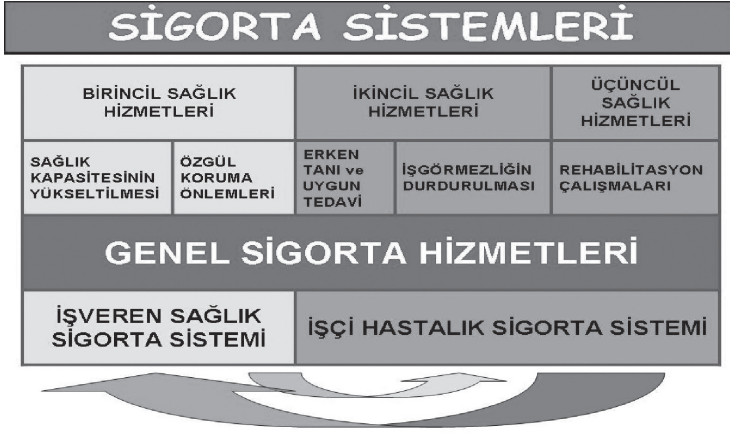 SİGORTA SİSTEMLERİ
BİRİNCİL SAĞLIK
HİZMETLERİ
İKİNCİL SAĞLIK
HİZMETLERİ
ÜÇÜNCÜL
SAĞLIK
HİZMETLERİ
SAĞLIK
KAPASİTESİNİN
YÜKSELTİLMESİ
ÖZGÜL
KORUMA
ÖNLEMLERİ
ERKEN
TANI ve
UYGUN
TEDAVİ
İŞGÖRMEZLİĞİN
DURDURULMASI
REHABİLİTASYON
ÇALIŞMALARI
GENEL SİGORTA HİZMETLERİ
İŞVEREN SAĞLIK
SİGORTA SİSTEMİ
İŞÇİ HASTALIK SİGORTA SİSTEMİ